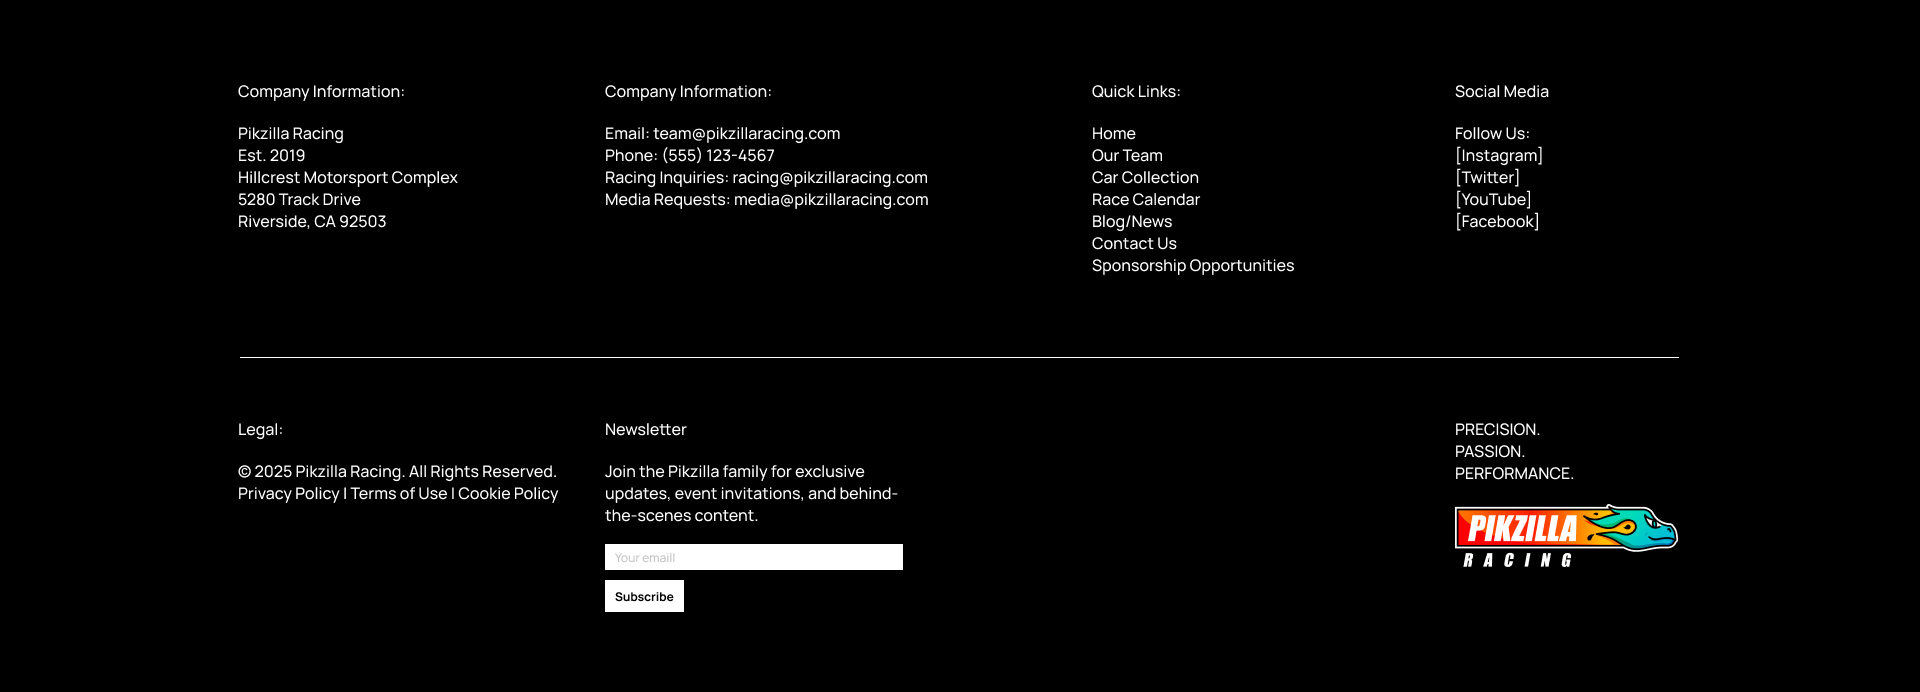 Company Information:
Pikzilla Racing
Est. 2019
Hillcrest Motorsport Complex
5280 Track Drive
Riverside, CA 92503
Company Information:
Email: team@pikzillaracing.com
Phone: (555) 123-4567
Racing Inquiries: racing@pikzillaracing.com
Media Requests: media@pikzillaracing.com
Quick Links:
Home
Our Team
Car Collection
Race Calendar
Blog/News
Contact Us
Sponsorship Opportunities
Social Media
Follow Us:
[Instagram]
[Twitter]
[YouTube]
[Facebook]
Legal:
© 2025 Pikzilla Racing. All Rights Reserved.
Privacy Policy | Terms of Use | Cookie Policy
Newsletter
Join the Pikzilla family for exclusive
updates, event invitations, and behind-
the-scenes content.
Your emaill
Subscribe
PRECISION.
PASSION.
PERFORMANCE.
PIKZILLA
RACING